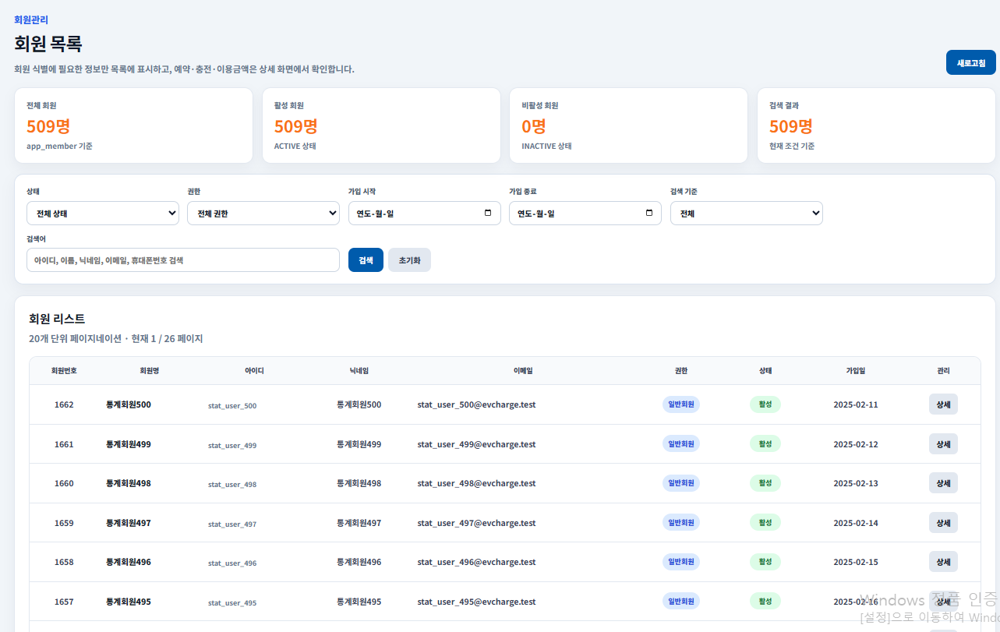 회원관리
회원 목록
회원 식별에 필요한 정보만 목록에 표시하고, 예약·충전·이용금액은 상세 화면에서 확인합니다.
새로고침
전체 회원
509명
app_member 기준
활성 회원
509명
ACTIVE 상태
비활성 회원
0명
INACTIVE 상태
검색 결과
509명
현재 조건 기준
상태 권한 가입 시작 가입 종료 검색 기준
전체 상태 전체 권한 연도-월-일 연도-월-일 전체
검색어
아이디, 이름, 닉네임, 이메일, 휴대폰번호 검색 검색 초기화
회원 리스트
20개 단위 페이지네이션 · 현재 1 / 26 페이지
회원번호 회원명 아이디 닉네임 이메일 권한 상태 가입일 관리
1662 통계회원500 stat_user_500 통계회원500 stat_user_500@evcharge.test 일반회원 활성 2025-02-11 상세
1661 통계회원499 stat_user_499 통계회원499 stat_user_499@evcharge.test 일반회원 활성 2025-02-12 상세
1660 통계회원498 stat_user_498 통계회원498 stat_user_498@evcharge.test 일반회원 활성 2025-02-13 상세
1659 통계회원497 stat_user_497 통계회원497 stat_user_497@evcharge.test 일반회원 활성 2025-02-14 상세
1658 통계회원496 stat_user_496 통계회원496 stat_user_496@evcharge.test 일반회원 활성 2025-02-15 상세
1657 통계회원495 stat_user_495 통계회원495 stat_user_495@evcharge.test 일반회원 활성 2025-02-16 상세
Windows 정품 인증
[설정]으로 이동하여 Windo